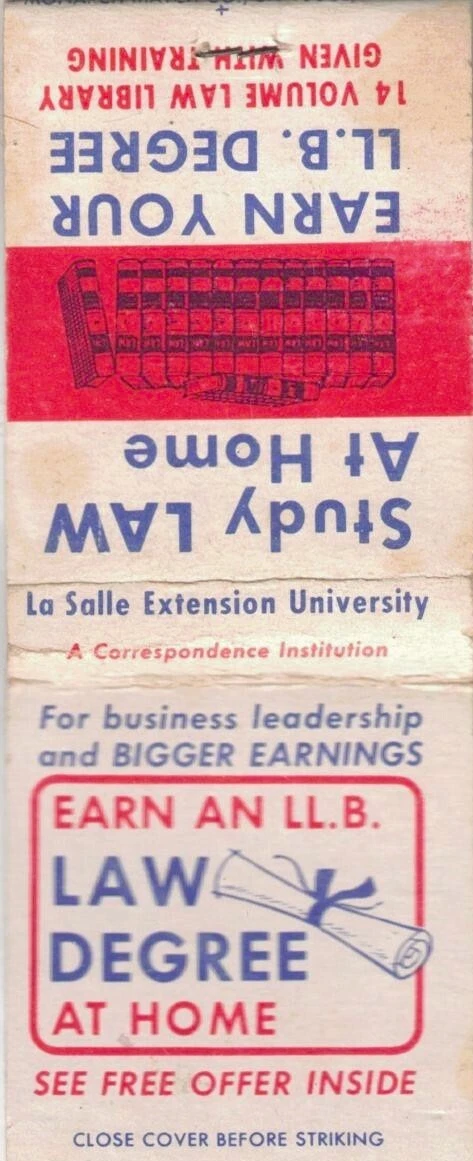 Study LAW
At Home
EARN YOUR
LL.B. DEGREE
14 VOLUME LAW LIBRARY
GIVEN WITH TRAINING
La Salle Extension University
A Correspondence Institution
For business leadership
and BIGGER EARNINGS
EARN AN LL.B.
LAW
DEGREE
AT HOME
SEE FREE OFFER INSIDE
CLOSE COVER BEFORE STRIKING